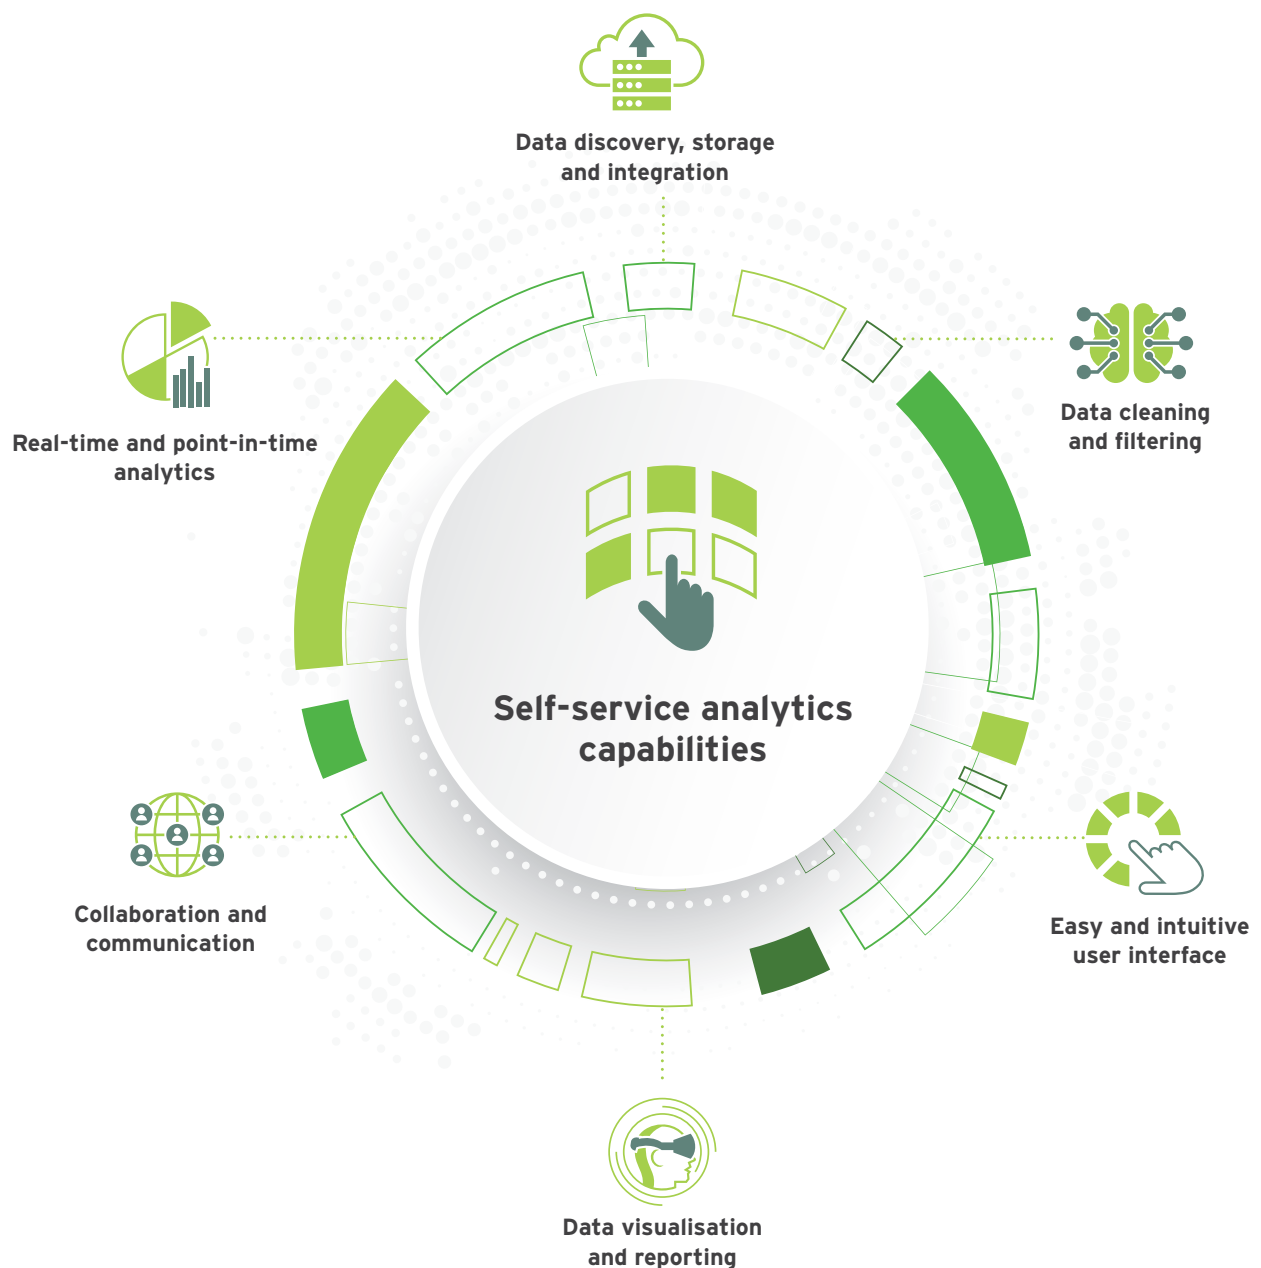 Data discovery, storage
and integration
Data cleaning
and filtering
Real-time and point-in-time
analytics
Self-service analytics
capabilities
Collaboration and
communication
Easy and intuitive
user interface
Data visualisation
and reporting